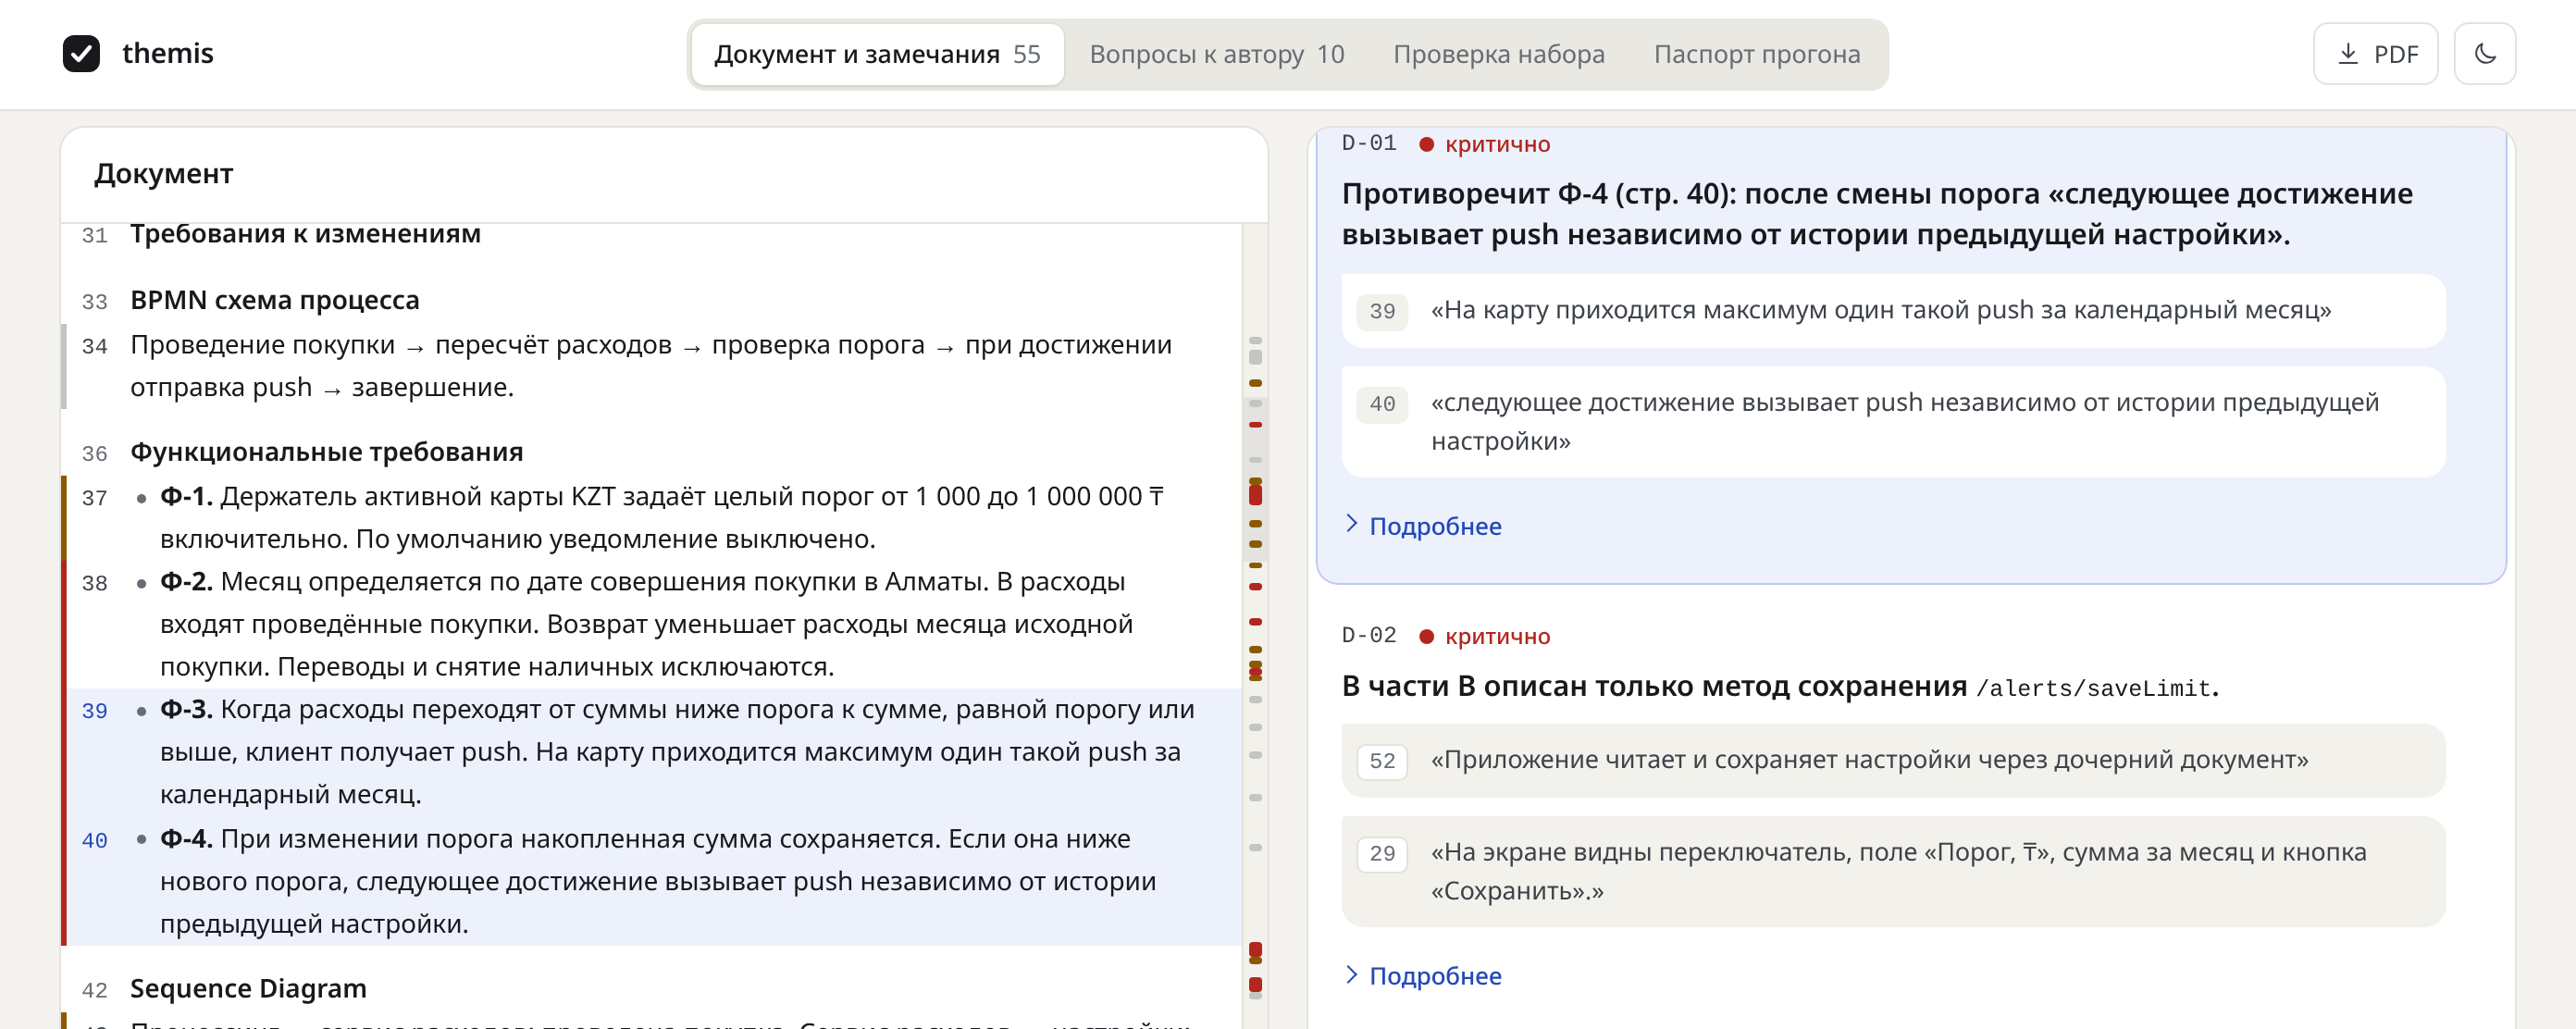 themis
Документ и замечания 55
Вопросы к автору 10
Проверка набора
Паспорт прогона
PDF
Документ
31 Требования к изменениям
33 BPMN схема процесса
34 Проведение покупки → пересчёт расходов → проверка порога → при достижении
отправка push → завершение.
36 Функциональные требования
37 • Ф-1. Держатель активной карты KZT задаёт целый порог от 1 000 до 1 000 000 ₸
включительно. По умолчанию уведомление выключено.
38 • Ф-2. Месяц определяется по дате совершения покупки в Алматы. В расходы
входят проведённые покупки. Возврат уменьшает расходы месяца исходной
покупки. Переводы и снятие наличных исключаются.
39 • Ф-3. Когда расходы переходят от суммы ниже порога к сумме, равной порогу или
выше, клиент получает push. На карту приходится максимум один такой push за
календарный месяц.
40 • Ф-4. При изменении порога накопленная сумма сохраняется. Если она ниже
нового порога, следующее достижение вызывает push независимо от истории
предыдущей настройки.
42 Sequence Diagram
D-01 критично
Противоречит Ф-4 (стр. 40): после смены порога «следующее достижение
вызывает push независимо от истории предыдущей настройки».
39 «На карту приходится максимум один такой push за календарный месяц»
40 «следующее достижение вызывает push независимо от истории предыдущей
настройки»
Подробнее
D-02 критично
В части B описан только метод сохранения /alerts/saveLimit.
52 «Приложение читает и сохраняет настройки через дочерний документ»
29 «На экране видны переключатель, поле «Порог, ₸», сумма за месяц и кнопка
«Сохранить».»
Подробнее